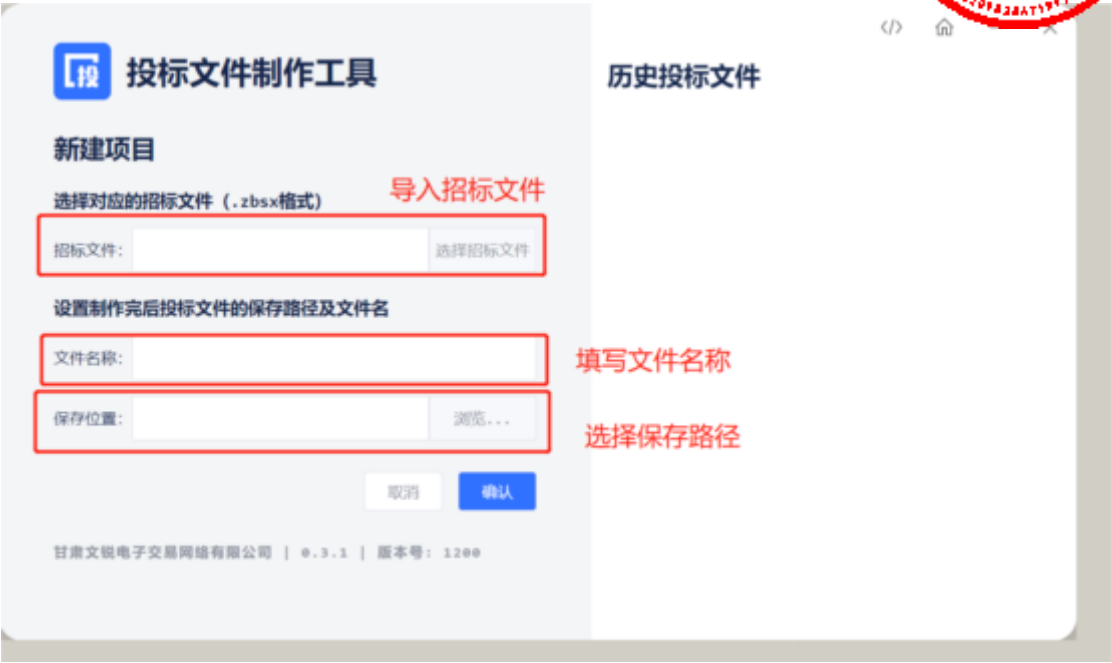 投
投标文件制作工具
新建项目
选择对应的招标文件（.zbsx格式）
导入招标文件
招标文件：
选择招标文件
设置制作完后投标文件的保存路径及文件名
文件名称：
填写文件名称
保存位置：
浏览...
选择保存路径
取消
确认
甘肃文锐电子交易网络有限公司 | 0.3.1 | 版本号: 1200
</> 
历史投标文件